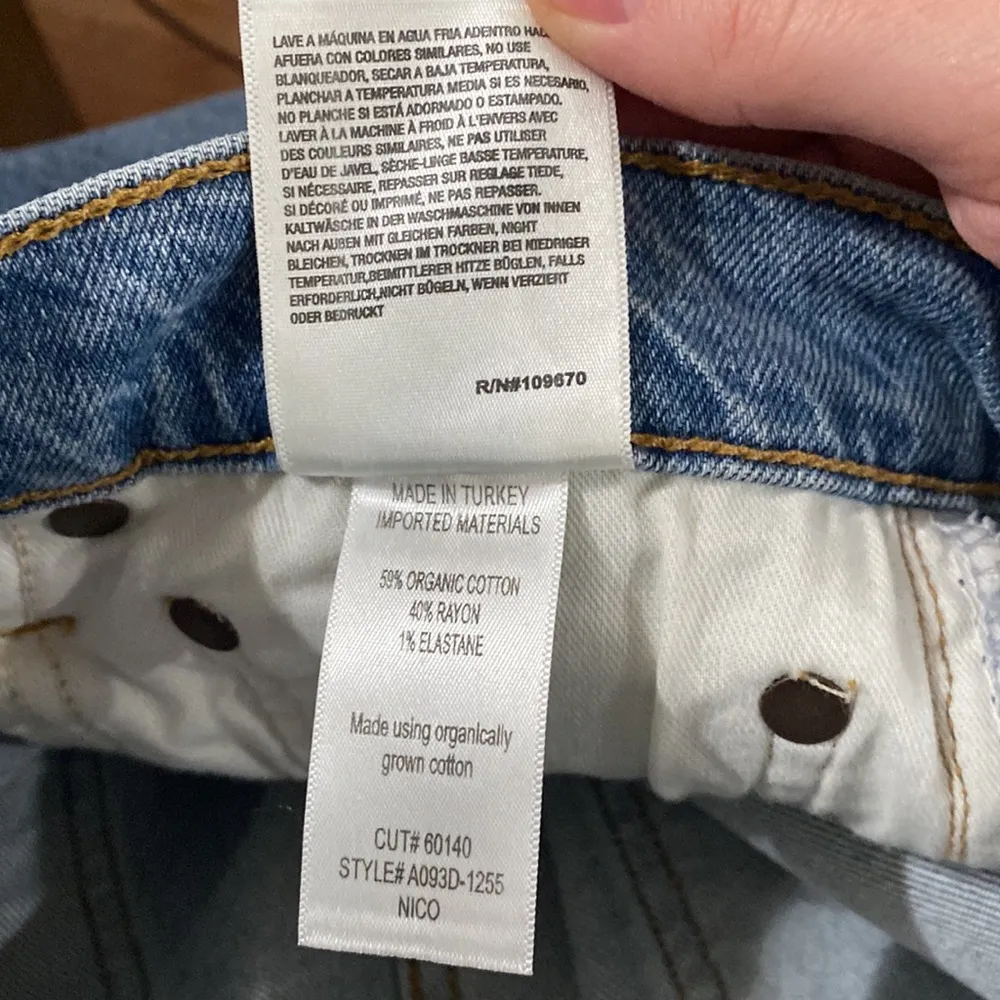 LAVE A MÁQUINA EN AGUA FRIA ADENTRO
AFUERA CON COLORES SIMILARES, NO USE
BLANQUEADOR, SECAR A BAJA TEMPERATURA,
PLANCHAR A TEMPERATURA MEDIA SI ES NECESARIO,
NO PLANCHE SI ESTÁ ADORNADO O ESTAMPADO.
LAVER À LA MACHINE À FROID À L'ENVERS AVEC
DES COULEURS SIMILARES, NE PAS UTILISER
D'EAU DE JAVEL, SÈCHE-LINGE BASSE TEMPERATURE,
SI NÉCESSAIRE, REPASSER SUR REGLAGE TIEDE,
SI DÉCORÉ OU IMPRIMÉ, NE PAS REPASSER.
KALTWÄSCHE IN DER WASCHMASCHINE VON INNEN
NACH AUßEN MIT GLEICHEN FARBEN, NIGHT
BLEICHEN, TROCKNEN IM TROCKNER BEI NIEDRIGER
TEMPERATUR,BEIMITTLERER HITZE BÜGLEN, FALLS
ERFORDERLICH,NICHT BÜGELN, WENN VERZIERT
ODER BEDRUCKT
R/N#109670
MADE IN TURKEY
IMPORTED MATERIALS
59% ORGANIC COTTON
40% RAYON
1% ELASTANE
Made using organically
grown cotton
CUT# 60140
STYLE# A093D-1255
NICO